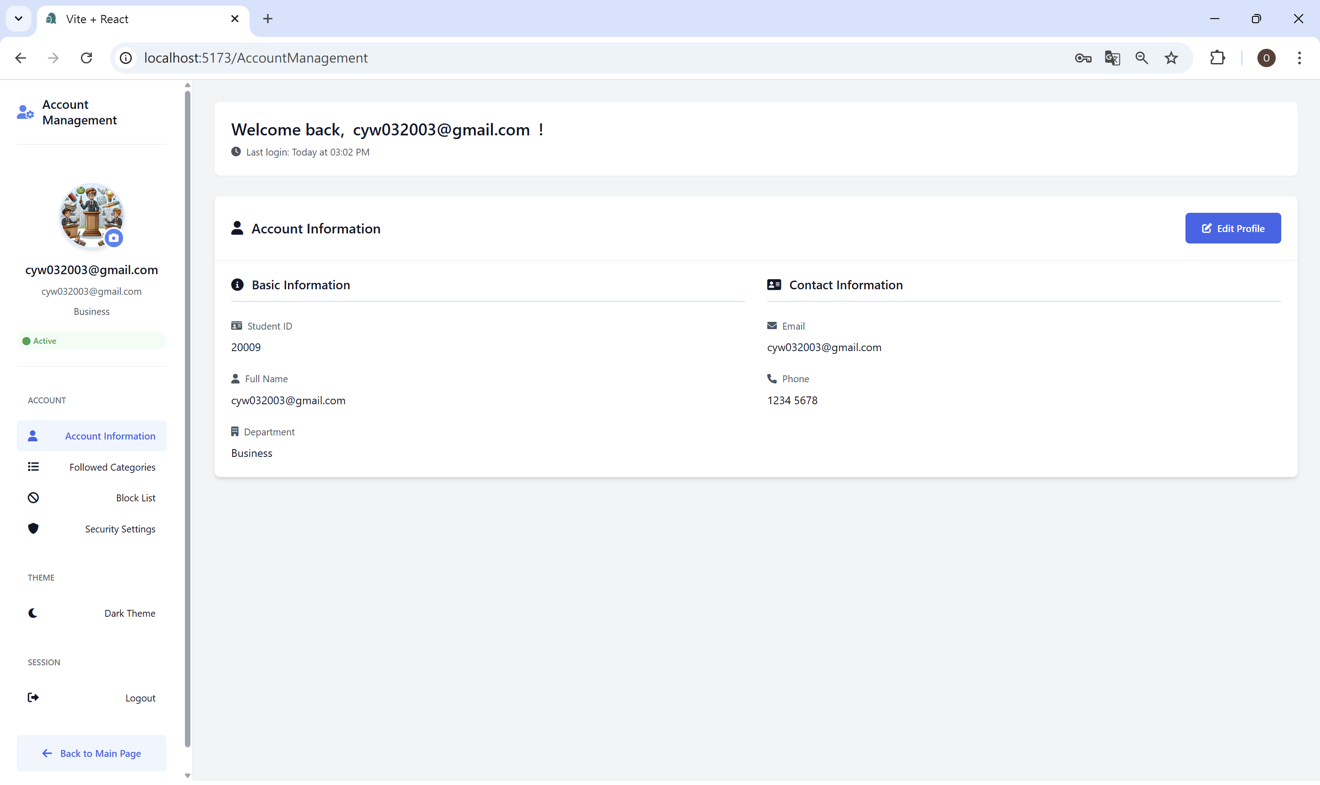 Vite + React
localhost:5173/AccountManagement
O
Account
Management
cyw032003@gmail.com
cyw032003@gmail.com
Business
Active
ACCOUNT
Account Information
Followed Categories
Block List
Security Settings
THEME
Dark Theme
SESSION
Logout
Back to Main Page
Welcome back, cyw032003@gmail.com !
Last login: Today at 03:02 PM
Account Information
Edit Profile
Basic Information
Student ID
20009
Full Name
cyw032003@gmail.com
Department
Business
Contact Information
Email
cyw032003@gmail.com
Phone
1234 5678